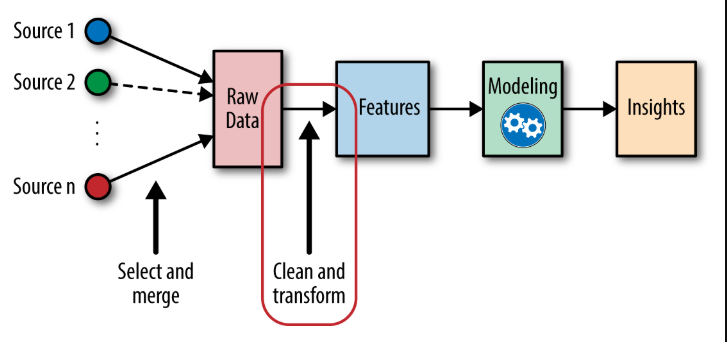 Source 1
Source 2
Source n
Raw
Data
Features
Modeling
Insights
Select and
merge
Clean and
transform